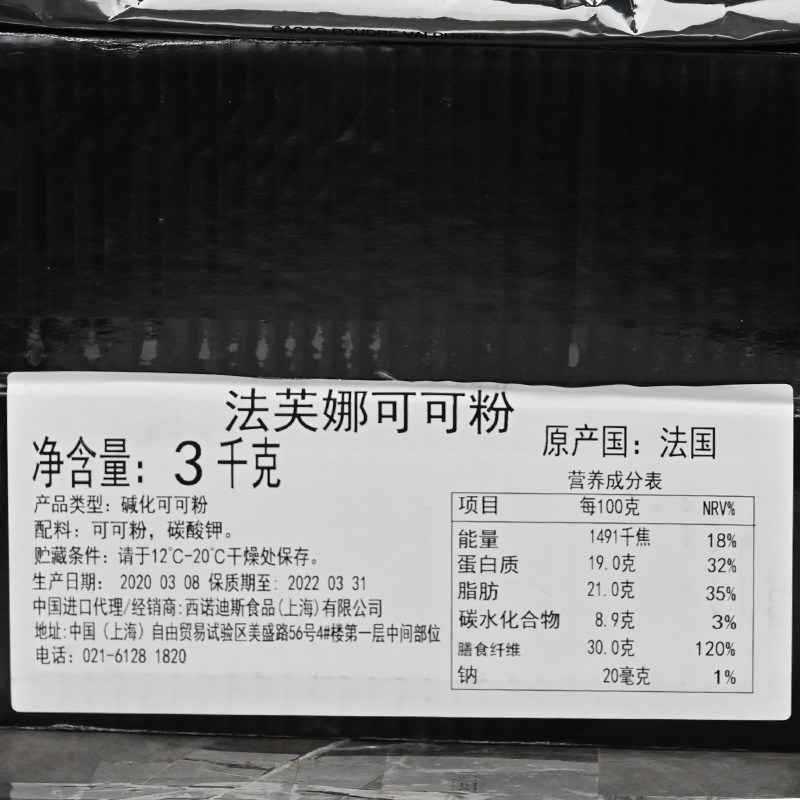 CACAO POUDRE VALRHONA
法芙娜可可粉
净含量：3千克
原产国：法国
产品类型：碱化可可粉
配料：可可粉，碳酸钾。
贮藏条件：请于12℃-20℃干燥处保存。
生产日期：2020 03 08 保质期至：2022 03 31
中国进口代理/经销商:西诺迪斯食品(上海)有限公司
地址:中国（上海）自由贸易试验区美盛路56号4#楼第一层中间部位
电话：021-6128 1820
营养成分表
项目 每100克 NRV%
能量 1491千焦 18%
蛋白质 19.0克 32%
脂肪 21.0克 35%
碳水化合物 8.9克 3%
膳食纤维 30.0克 120%
钠 20毫克 1%